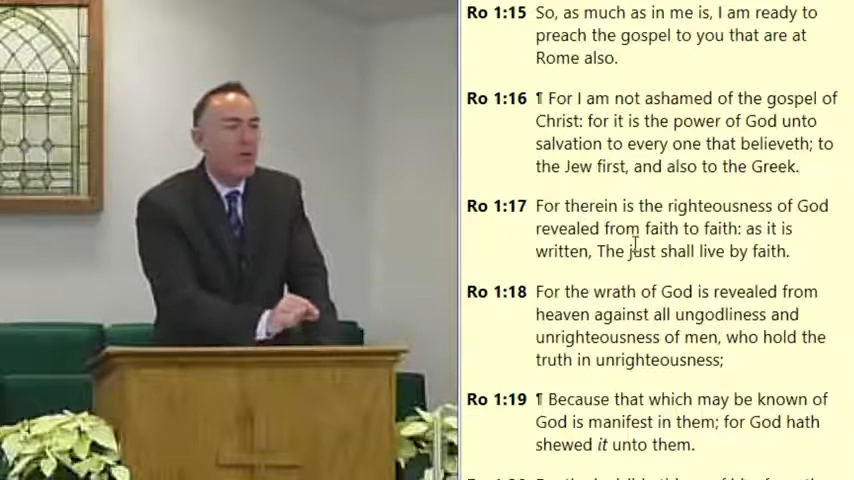 Ro 1:15 So, as much as in me is, I am ready to
preach the gospel to you that are at
Rome also.
Ro 1:16 ¶ For I am not ashamed of the gospel of
Christ: for it is the power of God unto
salvation to every one that believeth; to
the Jew first, and also to the Greek.
Ro 1:17 For therein is the righteousness of God
revealed from faith to faith: as it is
written, The just shall live by faith.
Ro 1:18 For the wrath of God is revealed from
heaven against all ungodliness and
unrighteousness of men, who hold the
truth in unrighteousness;
Ro 1:19 ¶ Because that which may be known of
God is manifest in them; for God hath
shewed it unto them.